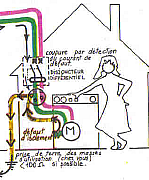 coupure par détection
du courant de
défaut.
DISJONCTEUR
DIFFÉRENTIEL
défaut
d'isolement
M
prise de terre, des masses
d'utilisation (chez vous)
<100 Ω si possible.